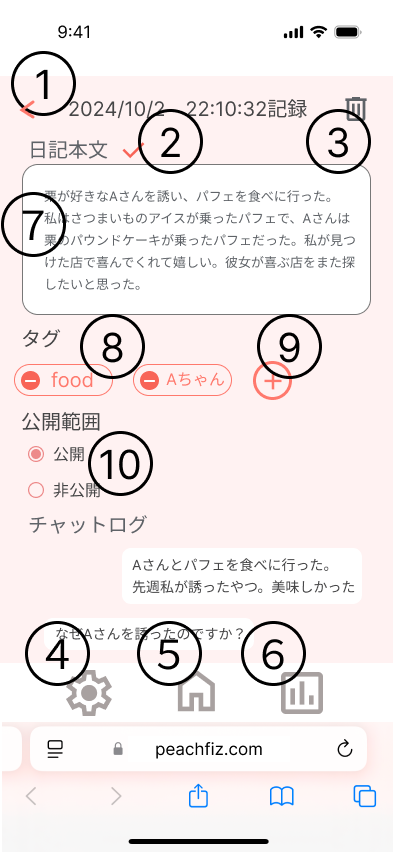 9:41
1
2024/10/2 22:10:32記録
日記本文
2
3
7
栗が好きなAさんを誘い、パフェを食べに行った。
私はさつまいものアイスが乗ったパフェで、Aさんは
栗のパウンドケーキが乗ったパフェだった。私が見つ
けた店で喜んでくれて嬉しい。彼女が喜ぶ店をまた探
したいと思った。
タグ
8
9
food
Aちゃん
公開範囲
公開
10
非公開
チャットログ
Aさんとパフェを食べに行った。
先週私が誘ったやつ。美味しかった
なぜAさんを誘ったのですか？
4
5
6
peachfiz.com